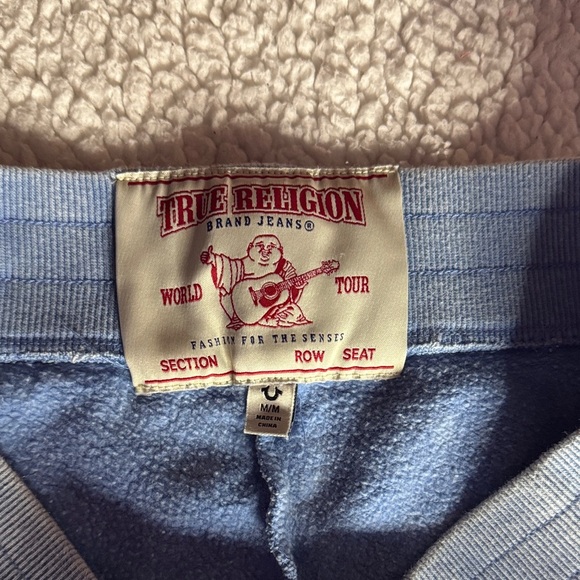 TRUE RELIGION
BRAND JEANS®
WORLD TOUR
FASHION FOR THE SENSES
SECTION ROW SEAT
M/M
MADE IN
CHINA